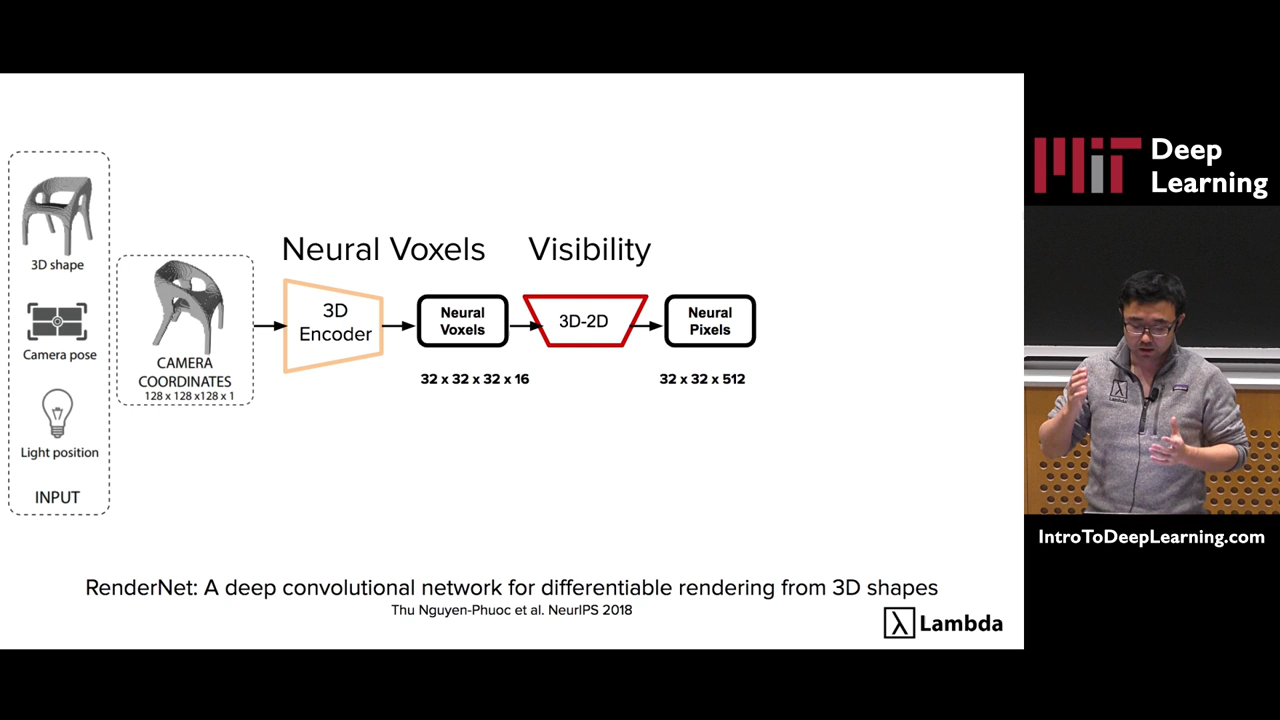 3D shape
Camera pose
Light position
INPUT
CAMERA
COORDINATES
128 x 128 x128 x 1
Neural Voxels
3D
Encoder
Neural
Voxels
32 x 32 x 32 x 16
Visibility
3D-2D
Neural
Pixels
32 x 32 x 512
RenderNet: A deep convolutional network for differentiable rendering from 3D shapes
Thu Nguyen-Phuoc et al. NeurIPS 2018
λ Lambda
MIT
Deep
Learning
Lambda
IntroToDeepLearning.com